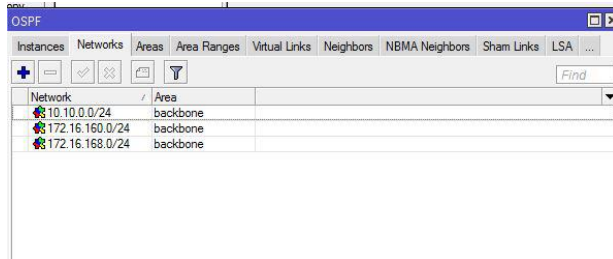 OSPF
Instances Networks Areas Area Ranges Virtual Links Neighbors NBMA Neighbors Sham Links LSA ...
Find
Network / Area
10.10.0.0/24 backbone
172.16.160.0/24 backbone
172.16.168.0/24 backbone